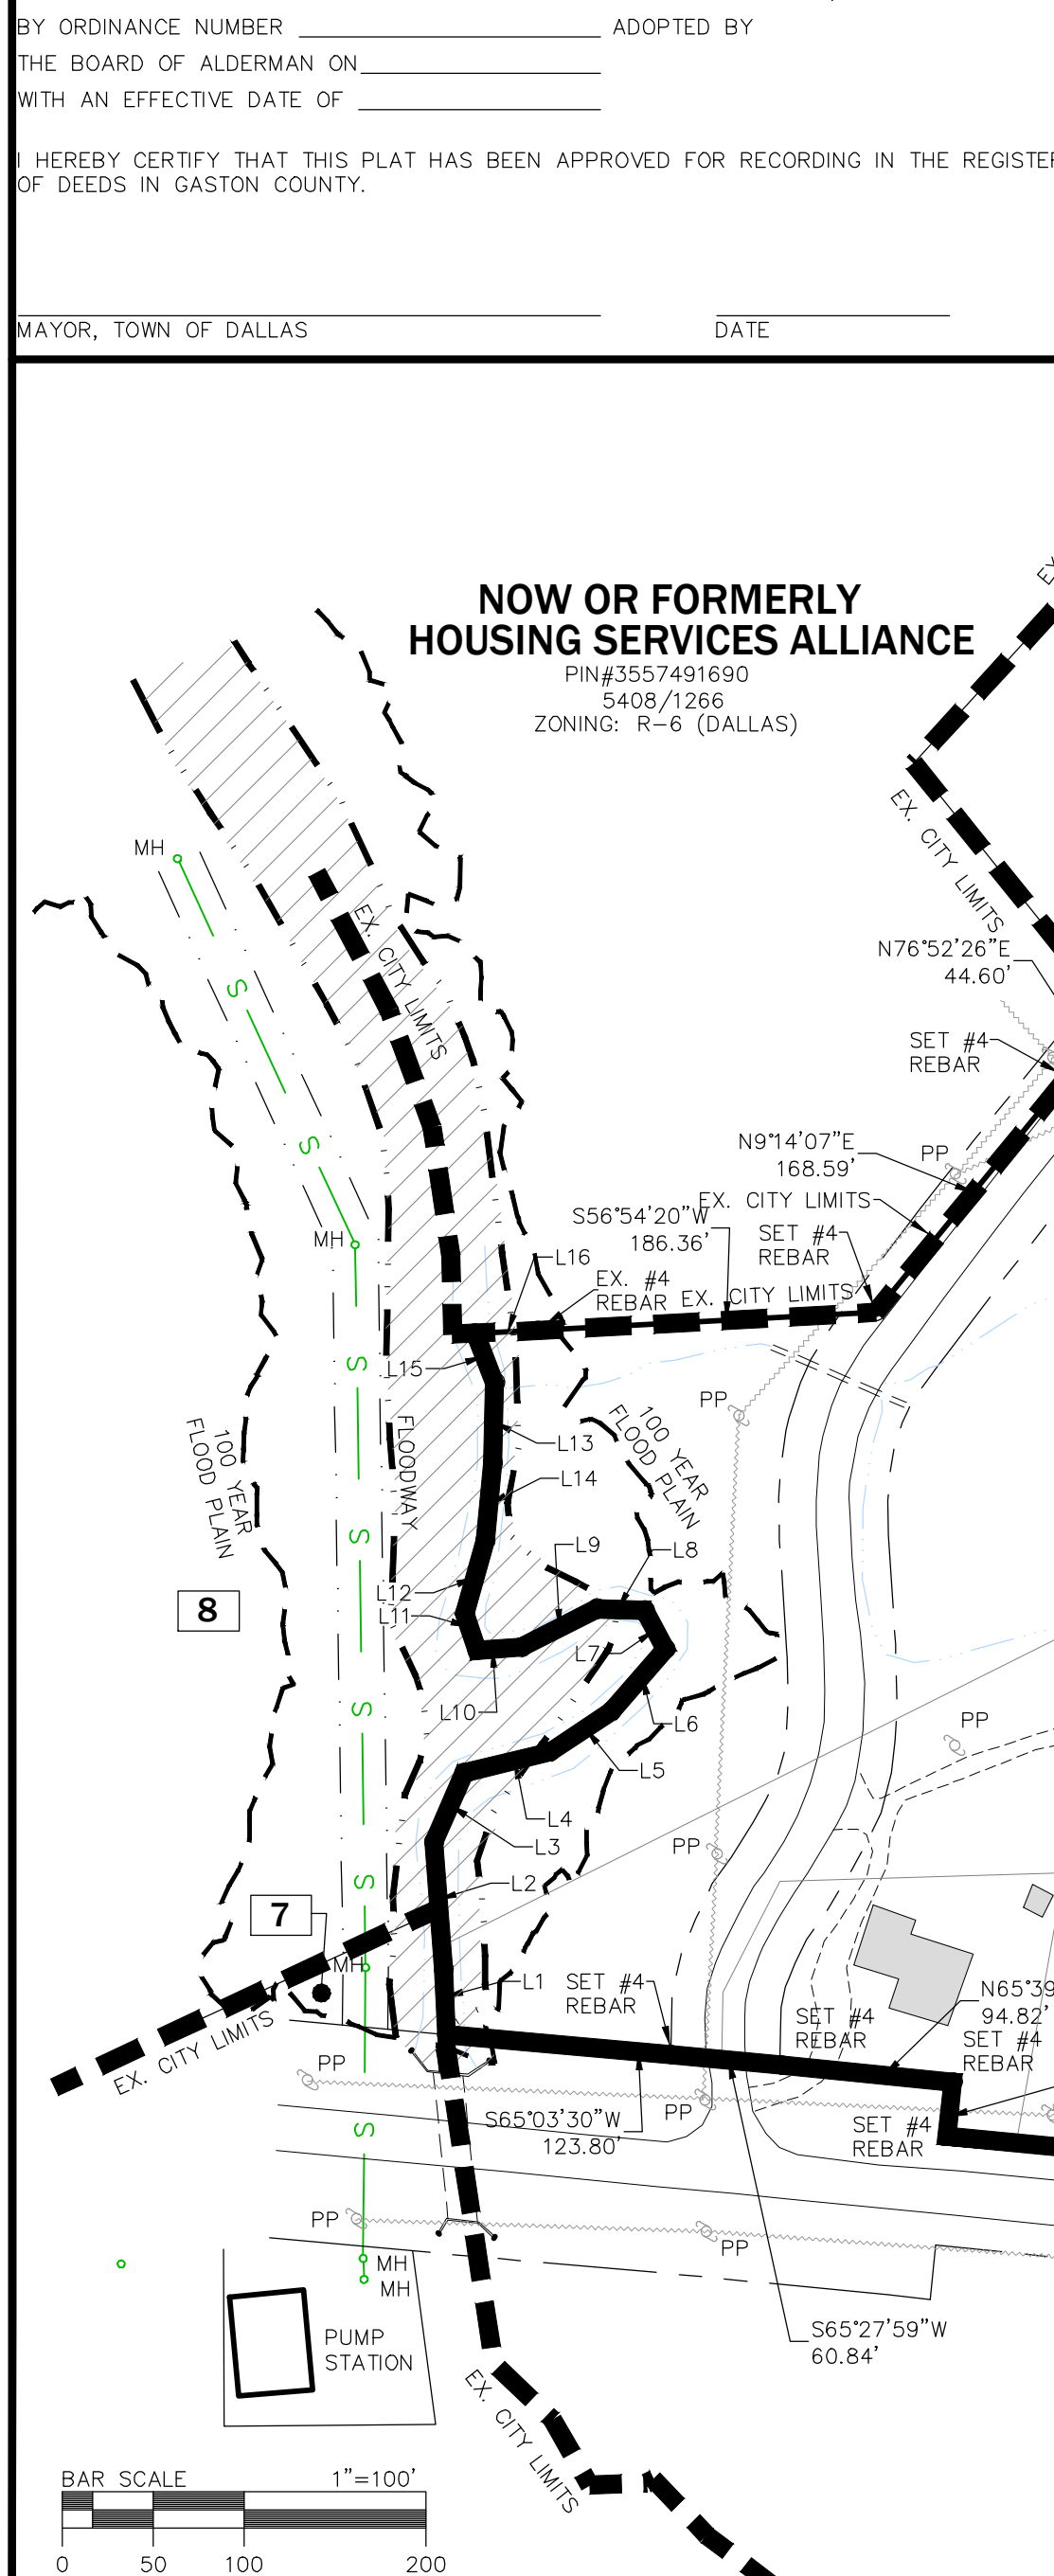 BY ORDINANCE NUMBER ADOPTED BY
THE BOARD OF ALDERMAN ON
WITH AN EFFECTIVE DATE OF
I HEREBY CERTIFY THAT THIS PLAT HAS BEEN APPROVED FOR RECORDING IN THE REGISTER
OF DEEDS IN GASTON COUNTY.
MAYOR, TOWN OF DALLAS DATE
NOW OR FORMERLY
HOUSING SERVICES ALLIANCE
PIN#3557491690
5408/1266
ZONING: R-6 (DALLAS)
EX. CITY LIMITS
MH
EX. CITY LIMITS
N76°52'26"E
44.60'
S
SET #4
REBAR
N9°14'07"E
168.59'
PP
S
EX. CITY LIMITS
S56°54'20"W
186.36'
SET #4
REBAR
MH
L16
EX. #4
REBAR
EX. CITY LIMITS
S
L15
PP
100 YEAR
FLOOD PLAIN
FLOODWAY
100 YEAR
FLOOD PLAIN
L13
L14
S
L9
L8
L12
L11
8
L7
L10
L6
S
PP
L5
L4
L3
PP
S
L2
7
MH
L1
SET #4
REBAR
N65°39
94.82'
SET #4
REBAR
SET #4
REBAR
EX. CITY LIMITS
PP
PP
S65°03'30"W
123.80'
SET #4
REBAR
S
PP
PP
MH
MH
S65°27'59"W
60.84'
PUMP
STATION
EX. CITY LIMITS
BAR SCALE 1"=100'
0 50 100 200